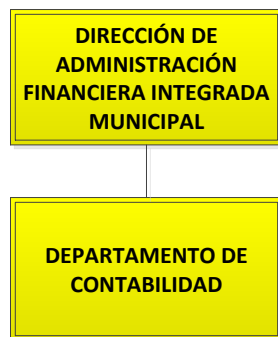 DIRECCIÓN DE
ADMINISTRACIÓN
FINANCIERA INTEGRADA
MUNICIPAL
DEPARTAMENTO DE
CONTABILIDAD